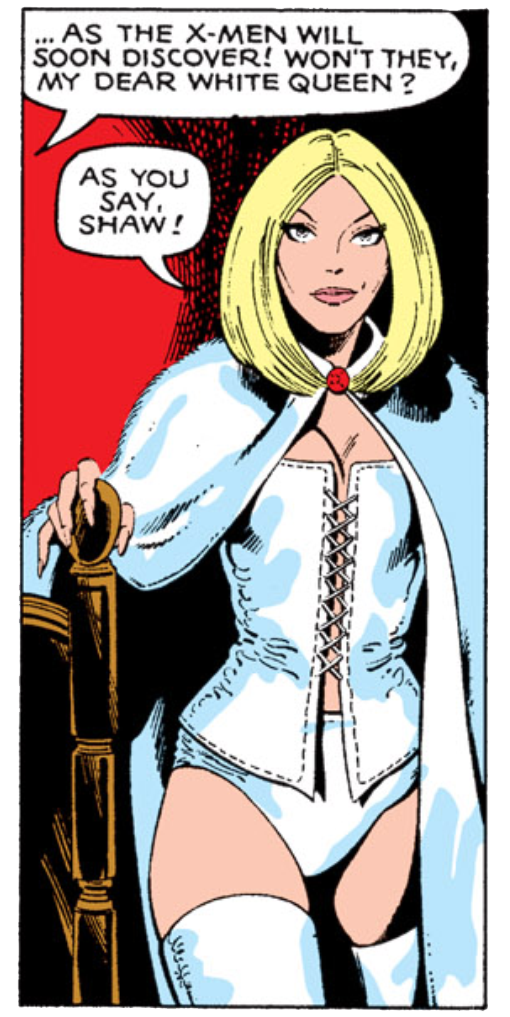 ... AS THE X-MEN WILL
SOON DISCOVER! WON'T THEY,
MY DEAR WHITE QUEEN?
AS YOU
SAY,
SHAW!